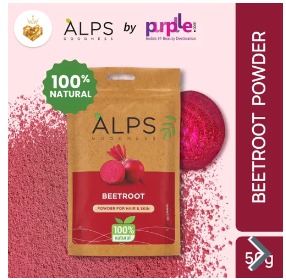 ALPS
GOODNESS
by
purplle
.com
India's #1 Beauty Destination
100%
NATURAL
ALPS
GOODNESS
BEETROOT
POWDER FOR HAIR & SKIN
100%
NATURAL
BEETROOT POWDER
50g